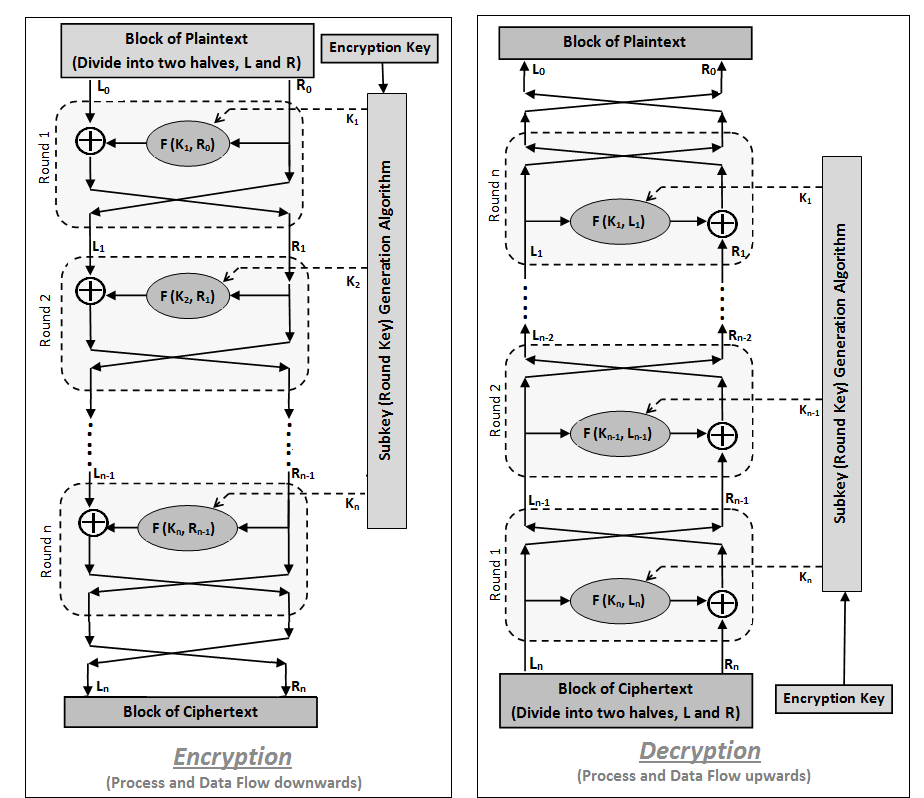 Block of Plaintext
(Divide into two halves, L and R)
Encryption Key
L0
R0
K1
Round 1
F (K1, R0)
Subkey (Round Key) Generation Algorithm
L1
R1
K2
Round 2
F (K2, R1)
Ln-1
Rn-1
Kn
Round n
F (Kn, Rn-1)
Ln
Rn
Block of Ciphertext
Encryption
(Process and Data Flow downwards)
Block of Plaintext
L0
R0
Round n
K1
F (K1, L1)
L1
R1
Subkey (Round Key) Generation Algorithm
Ln-2
Rn-2
Round 2
Kn-1
F (Kn-1, Ln-1)
Ln-1
Rn-1
Round 1
Kn
F (Kn, Ln)
Ln
Rn
Block of Ciphertext
(Divide into two halves, L and R)
Encryption Key
Decryption
(Process and Data Flow upwards)